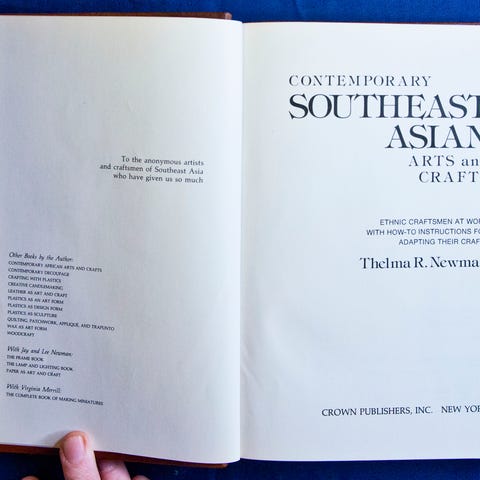 To the anonymous artists
and craftsmen of Southeast Asia
who have given us so much
Other Books by the Author:
CONTEMPORARY AFRICAN ARTS AND CRAFTS
CONTEMPORARY DECOUPAGE
CRAFTING WITH PLASTICS
CREATIVE CANDLEMAKING
LEATHER AS ART AND CRAFT
PLASTICS AS AN ART FORM
PLASTICS AS DESIGN FORM
PLASTICS AS SCULPTURE
QUILTING, PATCHWORK, APPLIQUÉ, AND TRAPUNTO
WAX AS ART FORM
WOODCRAFT
With Jay and Lee Newman:
THE FRAME BOOK
THE LAMP AND LIGHTING BOOK
PAPER AS ART AND CRAFT
With Virginia Merrill:
THE COMPLETE BOOK OF MAKING MINIATURES
CONTEMPORARY
SOUTHEAST
ASIAN
ARTS an
CRAFT
ETHNIC CRAFTSMEN AT WOR
WITH HOW-TO INSTRUCTIONS FO
ADAPTING THEIR CRAF
Thelma R. Newma
CROWN PUBLISHERS, INC. NEW YOR